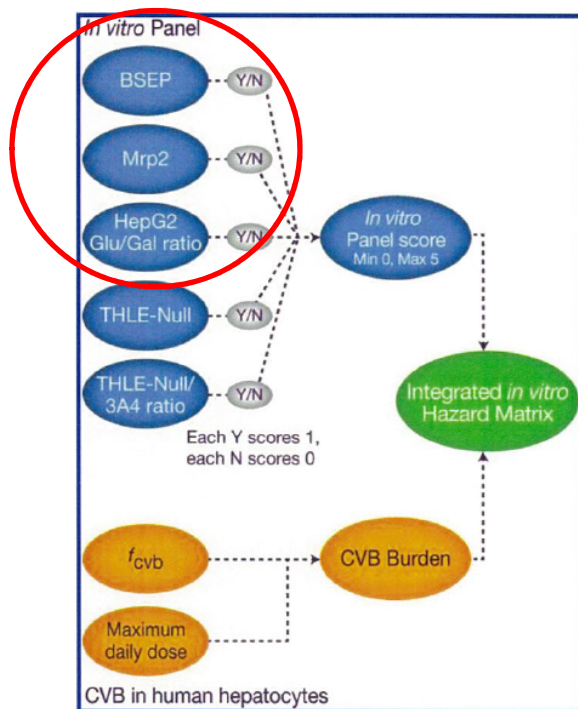 In vitro Panel
BSEP
Y/N
Mrp2
Y/N
HepG2
Glu/Gal ratio
Y/N
In vitro
Panel score
Min 0, Max 5
THLE-Null
Y/N
THLE-Null/
3A4 ratio
Y/N
Integrated in vitro
Hazard Matrix
Each Y scores 1,
each N scores 0
fcvb
CVB Burden
Maximum
daily dose
CVB in human hepatocytes